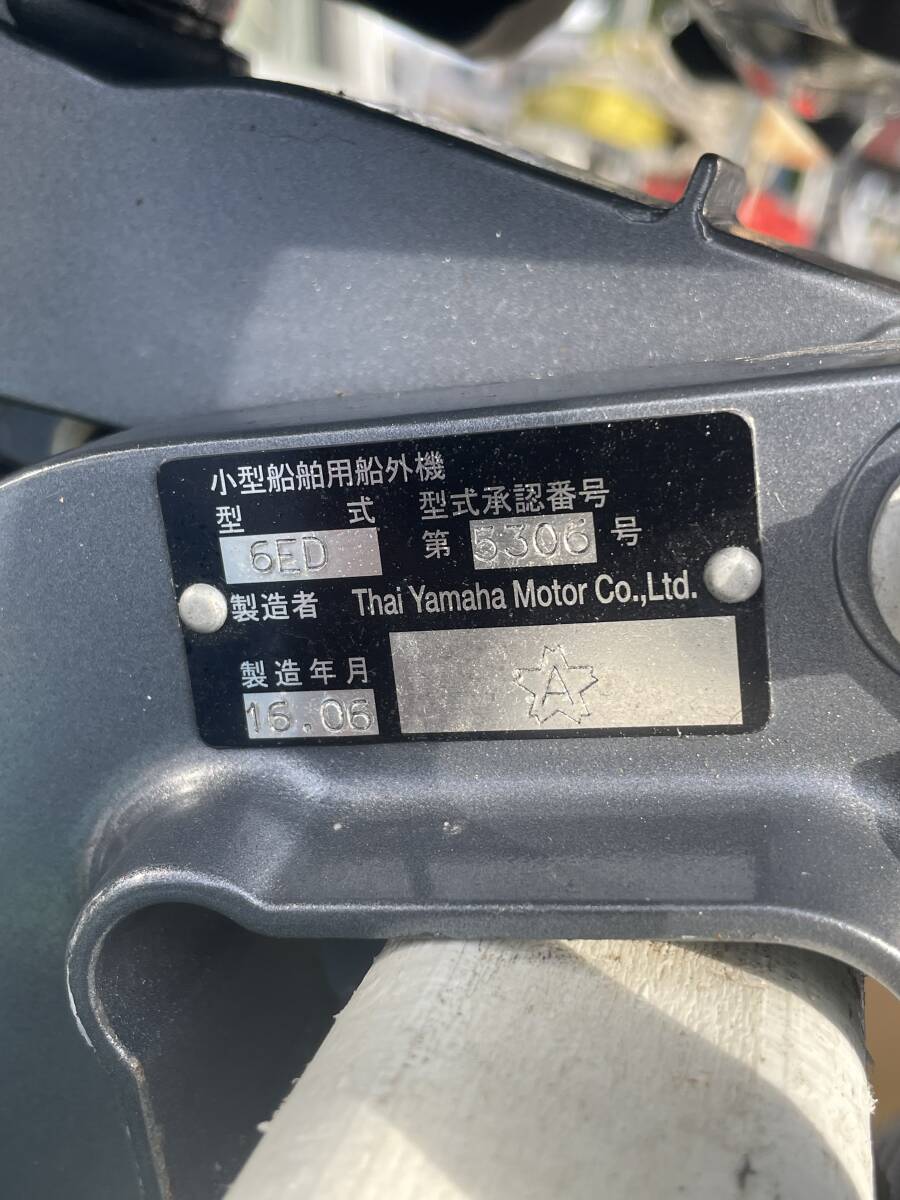 小型船舶用船外機
型 式 型式承認番号
6ED 第 5306 号
製造者 Thai Yamaha Motor Co.,Ltd.
製造年月
16.06 A